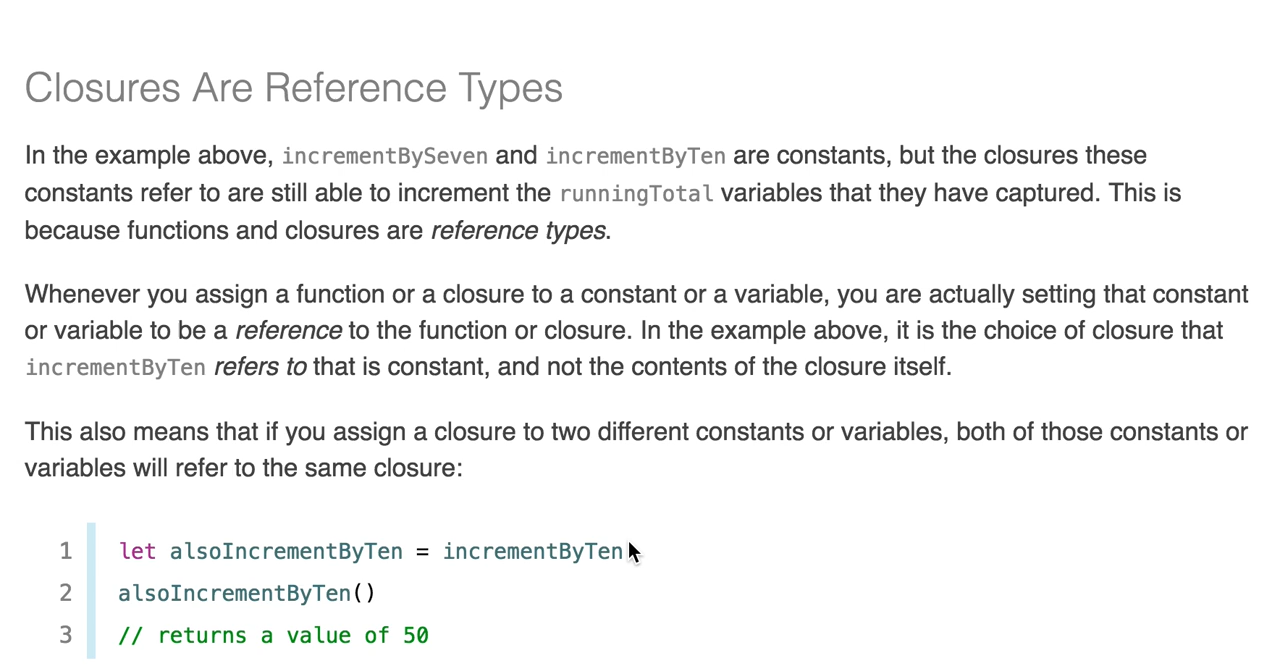 Closures Are Reference Types
In the example above, incrementBySeven and incrementByTen are constants, but the closures these
constants refer to are still able to increment the runningTotal variables that they have captured. This is
because functions and closures are reference types.
Whenever you assign a function or a closure to a constant or a variable, you are actually setting that constant
or variable to be a reference to the function or closure. In the example above, it is the choice of closure that
incrementByTen refers to that is constant, and not the contents of the closure itself.
This also means that if you assign a closure to two different constants or variables, both of those constants or
variables will refer to the same closure:
1 let alsoIncrementByTen = incrementByTen
2 alsoIncrementByTen()
3 // returns a value of 50